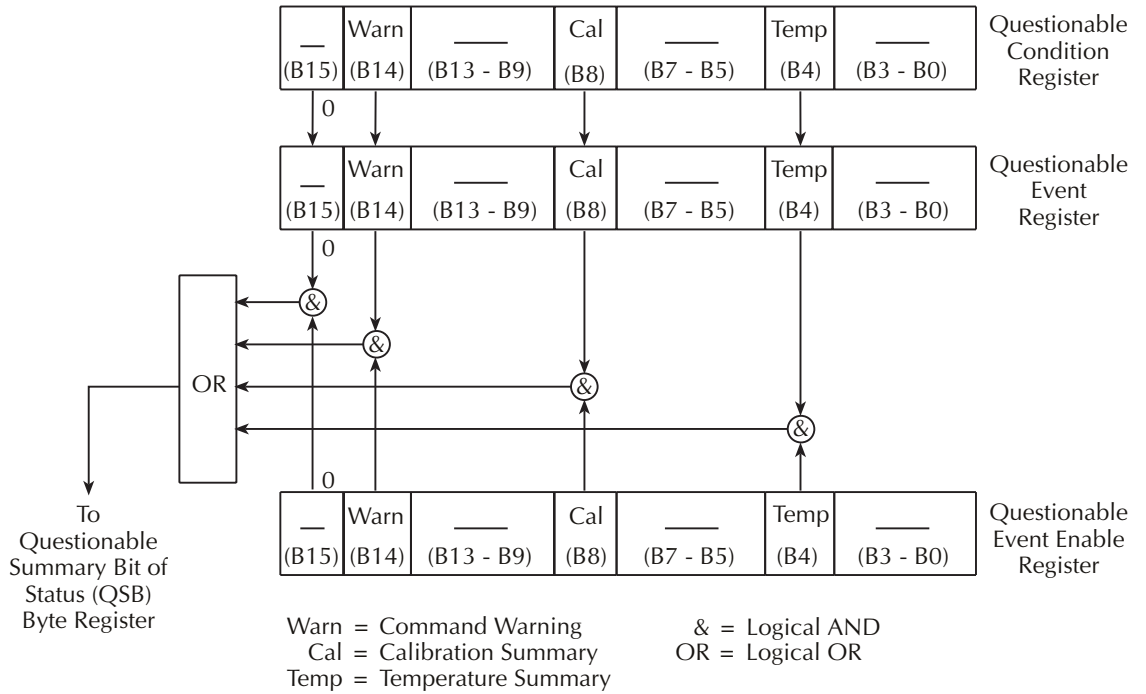 Warn Cal Temp
(B15) (B14) (B13 - B9) (B8) (B7 - B5) (B4) (B3 - B0)
Questionable
Condition
Register
0
Warn Cal Temp
(B15) (B14) (B13 - B9) (B8) (B7 - B5) (B4) (B3 - B0)
Questionable
Event
Register
0
&
&
OR
&
&
0
Warn Cal Temp
(B15) (B14) (B13 - B9) (B8) (B7 - B5) (B4) (B3 - B0)
Questionable
Event Enable
Register
To
Questionable
Summary Bit of
Status (QSB)
Byte Register
Warn = Command Warning
Cal = Calibration Summary
Temp = Temperature Summary
& = Logical AND
OR = Logical OR